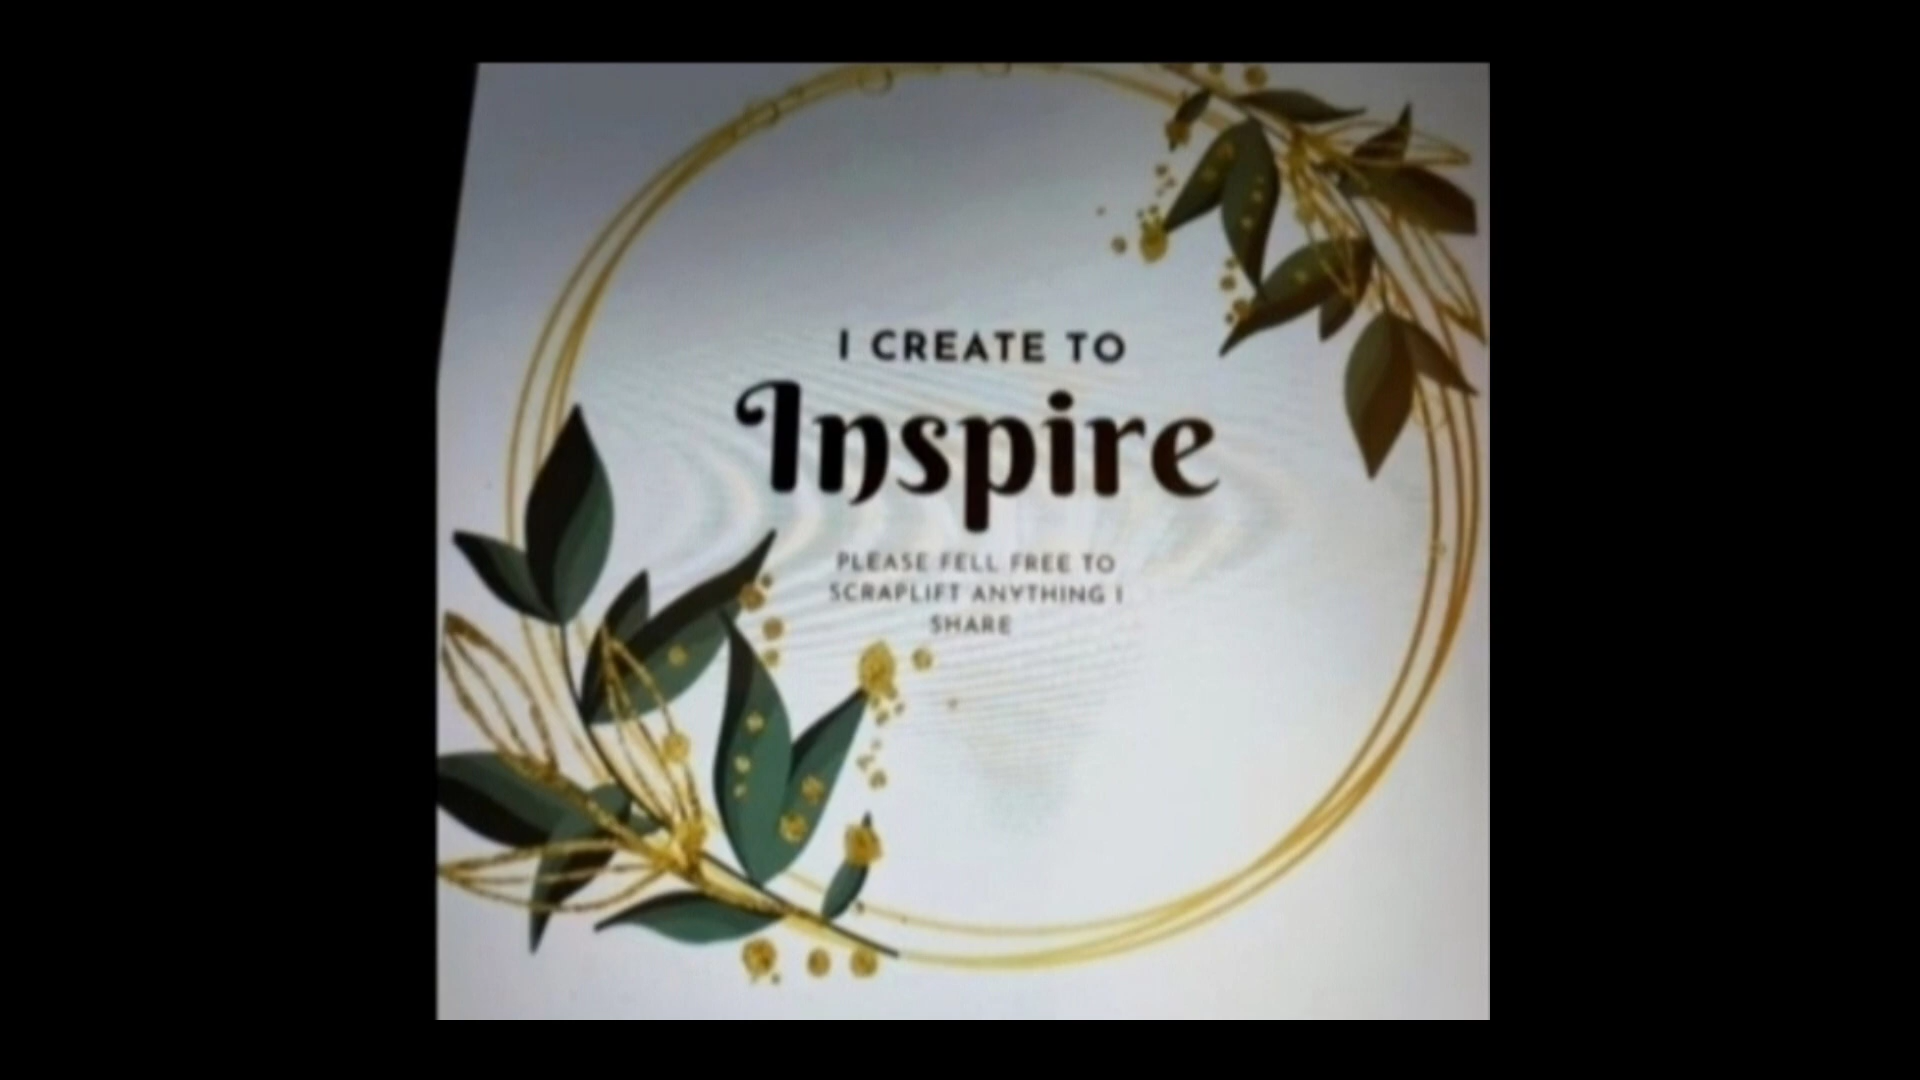 I CREATE TO
Inspire
PLEASE FELL FREE TO
SCRAPLIFT ANYTHING I
SHARE